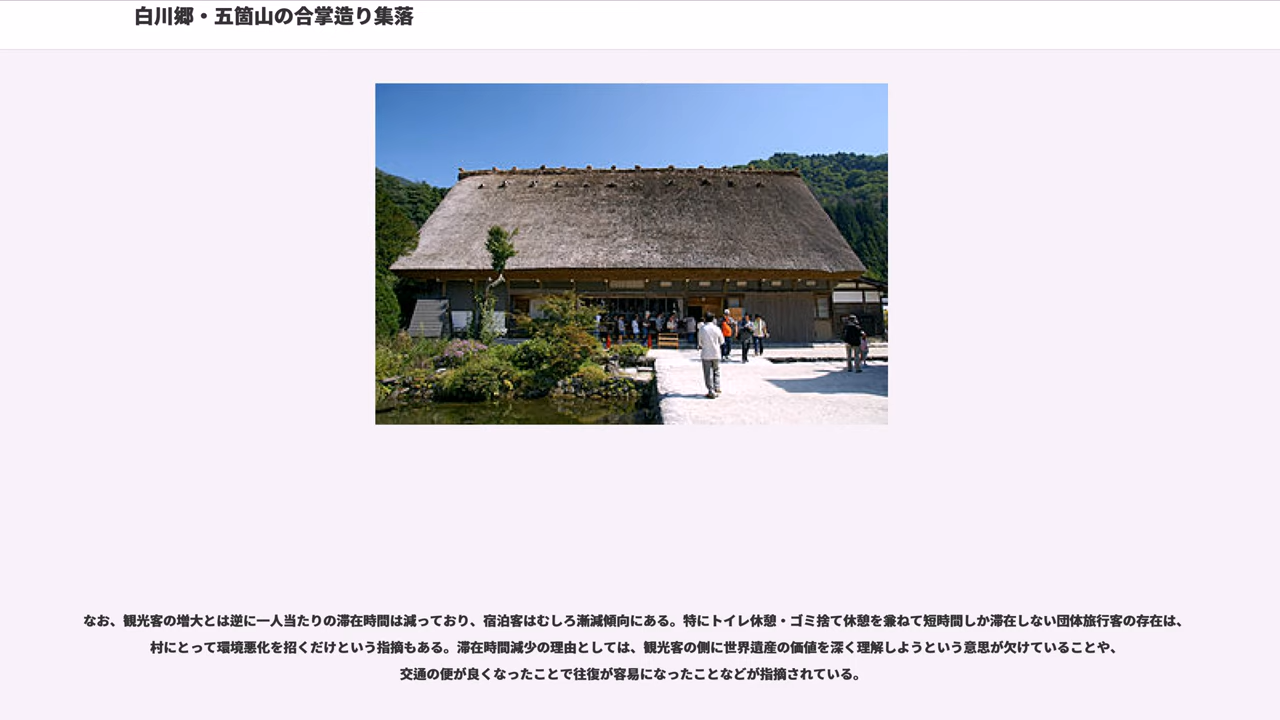 白川郷・五箇山の合掌造り集落
なお、観光客の増大とは逆に一人当たりの滞在時間は減っており、宿泊客はむしろ漸減傾向にある。特にトイレ休憩・ゴミ捨て休憩を兼ねて短時間しか滞在しない団体旅行客の存在は、
村にとって環境悪化を招くだけという指摘もある。滞在時間減少の理由としては、観光客の側に世界遺産の価値を深く理解しようという意思が欠けていることや、
交通の便が良くなったことで往復が容易になったことなどが指摘されている。